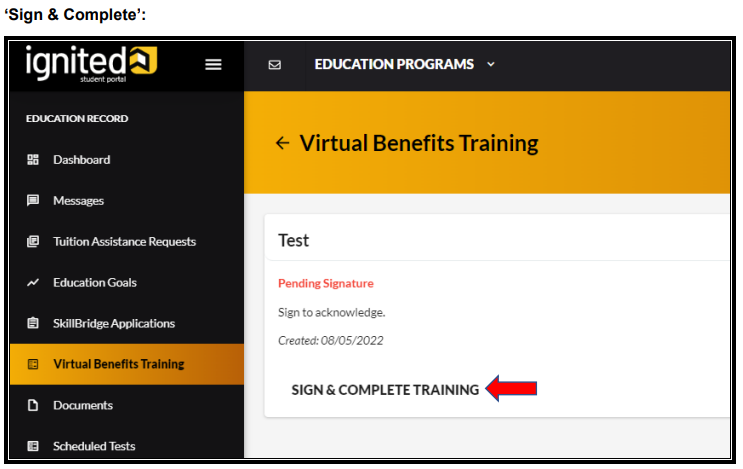 ‘Sign & Complete’:
ignited
student portal
EDUCATION PROGRAMS
EDUCATION RECORD
Dashboard
Messages
Tuition Assistance Requests
Education Goals
SkillBridge Applications
Virtual Benefits Training
Documents
Scheduled Tests
Virtual Benefits Training
Test
Pending Signature
Sign to acknowledge.
Created: 08/05/2022
SIGN & COMPLETE TRAINING